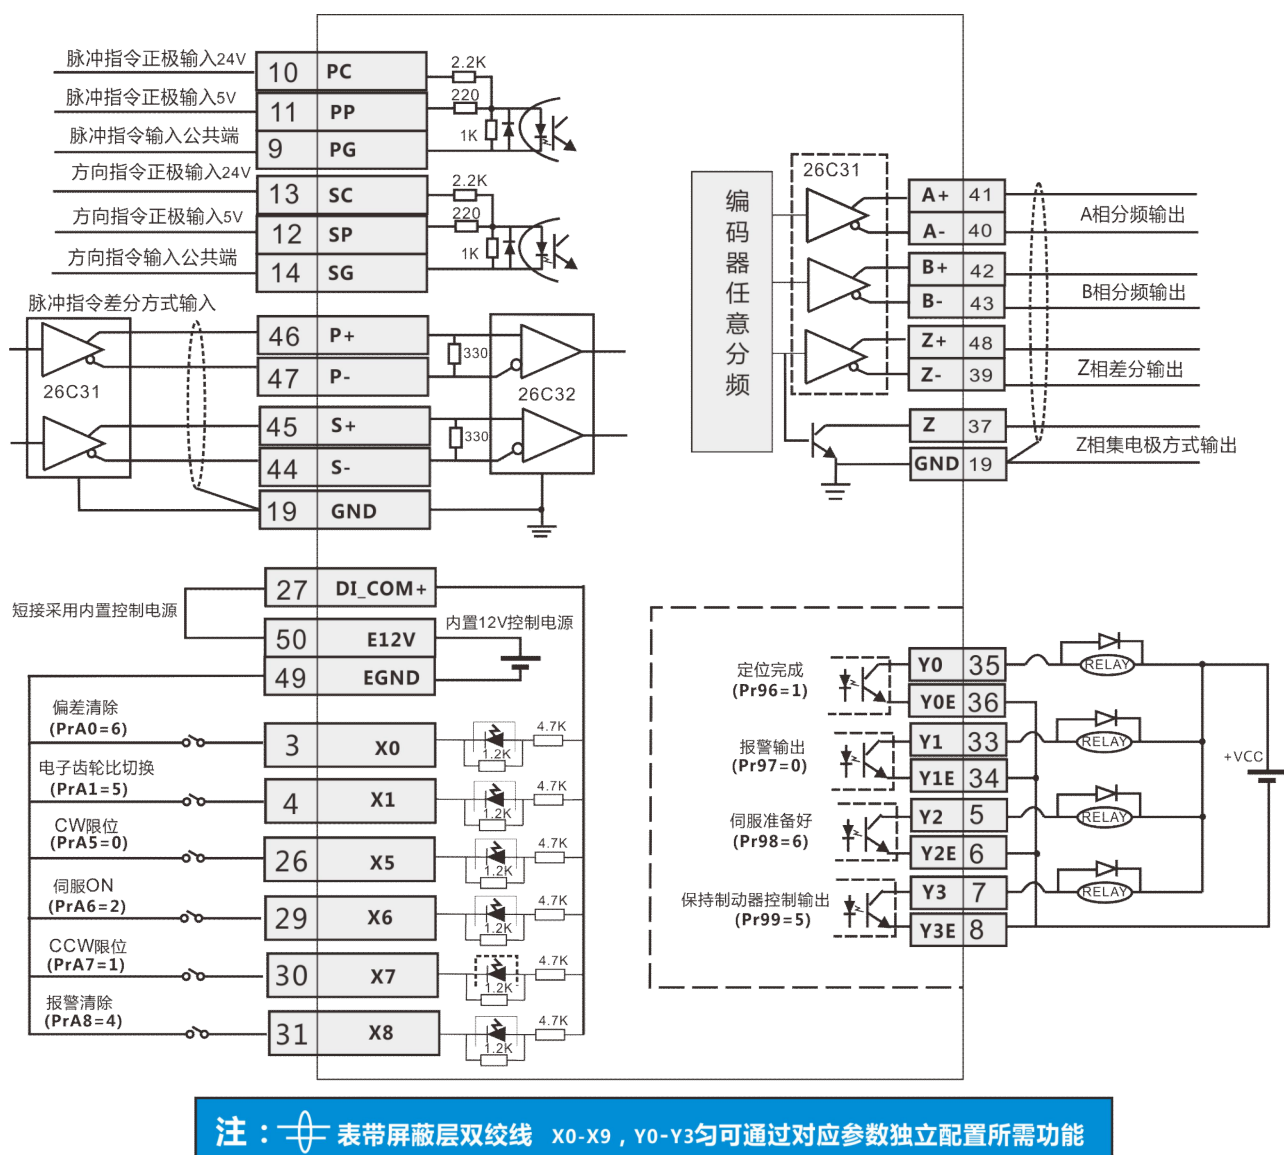 脉冲指令正极输入24V
10 PC
2.2K
脉冲指令正极输入5V
11 PP
220
脉冲指令输入公共端
9 PG
1K
方向指令正极输入24V
13 SC
2.2K
方向指令正极输入5V
12 SP
220
方向指令输入公共端
14 SG
1K
脉冲指令差分方式输入
26C31
46 P+
47 P-
330
26C32
45 S+
44 S-
330
19 GND
编码器任意分频
26C31
A+ 41
A- 40
A相分频输出
B+ 42
B- 43
B相分频输出
Z+ 48
Z- 39
Z相差分输出
Z 37
GND 19
Z相集电极方式输出
短接采用内置控制电源
27 DI_COM+
50 E12V
内置12V控制电源
49 EGND
偏差清除
(PrA0=6)
3 X0
1.2K
4.7K
电子齿轮比切换
(PrA1=5)
4 X1
1.2K
4.7K
CW限位
(PrA5=0)
26 X5
1.2K
4.7K
伺服ON
(PrA6=2)
29 X6
1.2K
4.7K
CCW限位
(PrA7=1)
30 X7
1.2K
4.7K
报警清除
(PrA8=4)
31 X8
1.2K
4.7K
定位完成
(Pr96=1)
Y0 35
Y0E 36
RELAY
报警输出
(Pr97=0)
Y1 33
Y1E 34
RELAY
伺服准备好
(Pr98=6)
Y2 5
Y2E 6
RELAY
保持制动器控制输出
(Pr99=5)
Y3 7
Y3E 8
RELAY
+VCC
注： 表带屏蔽层双绞线 X0-X9，Y0-Y3匀可通过对应参数独立配置所需功能